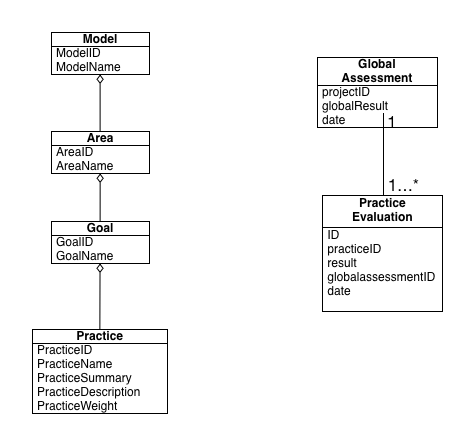 Model
ModelID
ModelName
Area
AreaID
AreaName
Goal
GoalID
GoalName
Practice
PracticeID
PracticeName
PracticeSummary
PracticeDescription
PracticeWeight
Global
Assessment
projectID
globalResult
date
1
1...*
Practice
Evaluation
ID
practiceID
result
globalassessmentID
date